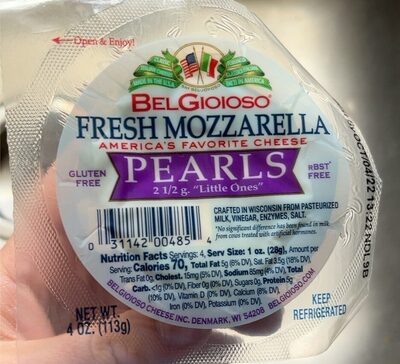 Open & Enjoy!
BELGIOIOSO®
FRESH MOZZARELLA
AMERICA'S FAVORITE CHEESE
PEARLS
2 1/2 g. "Little Ones"
GLUTEN
FREE
rBST*
FREE
CRAFTED IN WISCONSIN FROM PASTEURIZED
MILK, VINEGAR, ENZYMES, SALT.
*No significant difference has been found in milk
from cows treated with artificial hormones.
0 31142 00485 4
Nutrition Facts Servings: 4, Serv Size: 1 oz. (28g), Amount per
Serving: Calories 70, Total Fat 5g (6% DV), Sat Fat 3.5g (18% DV),
Trans Fat 0g, Cholest. 15mg (5% DV), Sodium 85mg (4% DV), Total
Carb. <1g (0% DV), Fiber 0g (0% DV), Sugars 0g, Protein 5g
(10% DV), Vitamin D (0% DV), Calcium (8% DV),
Iron (0% DV), Potassium (0% DV).
BELGIOIOSO CHEESE INC. DENMARK, WI 54208 BELGIOIOSO.COM
NET WT.
4 OZ. (113g)
KEEP
REFRIGERATED